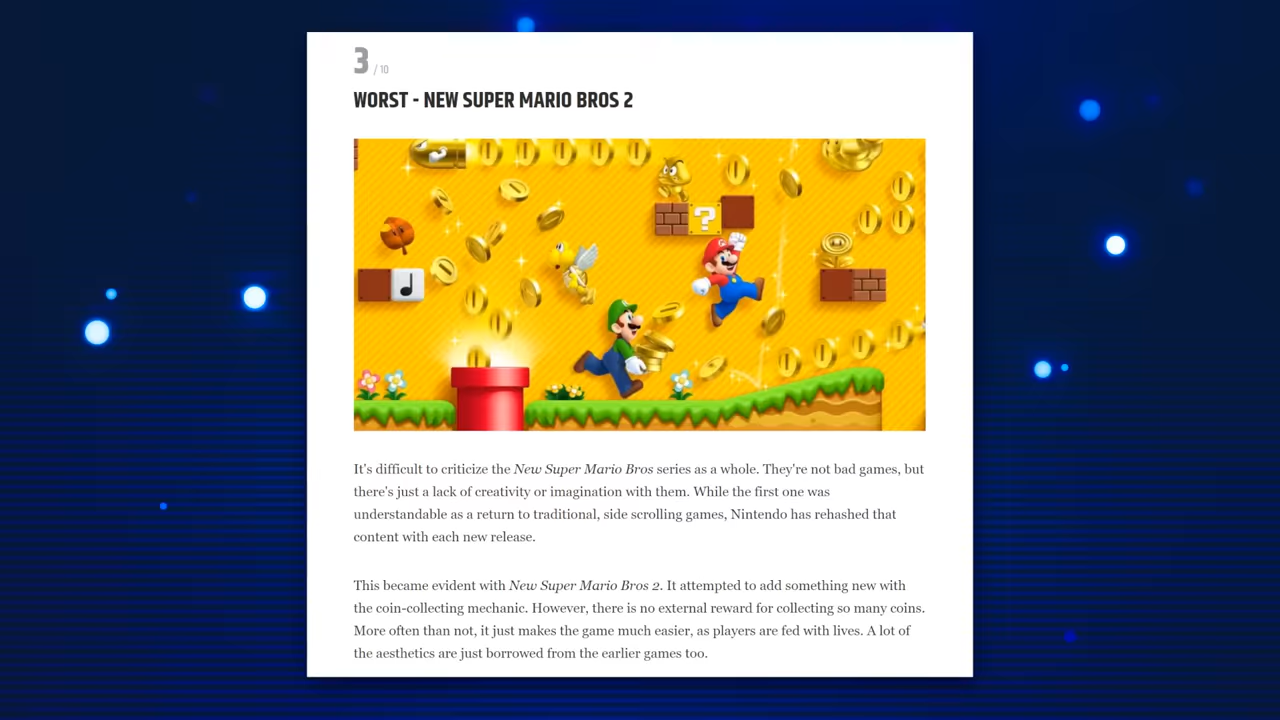 3 / 10
WORST - NEW SUPER MARIO BROS 2
?
?
It's difficult to criticize the New Super Mario Bros series as a whole. They're not bad games, but
there's just a lack of creativity or imagination with them. While the first one was
understandable as a return to traditional, side scrolling games, Nintendo has rehashed that
content with each new release.
This became evident with New Super Mario Bros 2. It attempted to add something new with
the coin-collecting mechanic. However, there is no external reward for collecting so many coins.
More often than not, it just makes the game much easier, as players are fed with lives. A lot of
the aesthetics are just borrowed from the earlier games too.